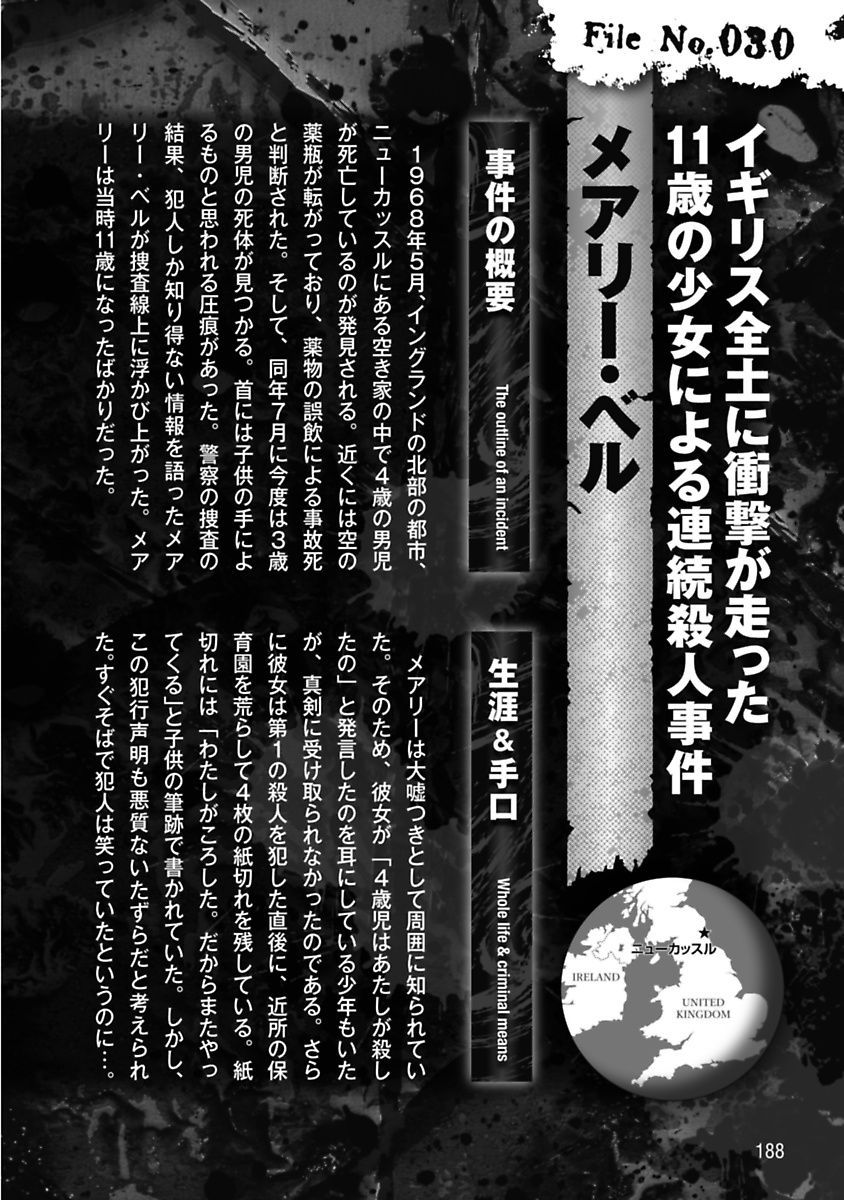 File No.030
イギリス全土に衝撃が走った
11歳の少女による連続殺人事件
メアリー・ベル
事件の概要
The outline of an incident
１９６８年５月、イングランドの北部の都市、
ニューカッスルにある空き家の中で４歳の男児
が死亡しているのが発見される。近くには空の
薬瓶が転がっており、薬物の誤飲による事故死
と判断された。そして、同年７月に今度は３歳
の男児の死体が見つかる。首には子供の手によ
るものと思われる圧痕があった。警察の捜査の
結果、犯人しか知り得ない情報を語ったメア
リー・ベルが捜査線上に浮かび上がった。メア
リーは当時11歳になったばかりだった。
生涯＆手口
Whole life & criminal means
メアリーは大嘘つきとして周囲に知られてい
た。そのため、彼女が「４歳児はあたしが殺し
たの」と発言したのを耳にしている少年もいた
が、真剣に受け取られなかったのである。さら
に彼女は第１の殺人を犯した直後に、近所の保
育園を荒らして４枚の紙切れを残している。紙
切れには「わたしがころした。だからまたやっ
てくる」と子供の筆跡で書かれていた。しかし、
この犯行声明も悪質ないたずらだと考えられ
た。すぐそばで犯人は笑っていたというのに…。
ニューカッスル
IRELAND
UNITED
KINGDOM
188